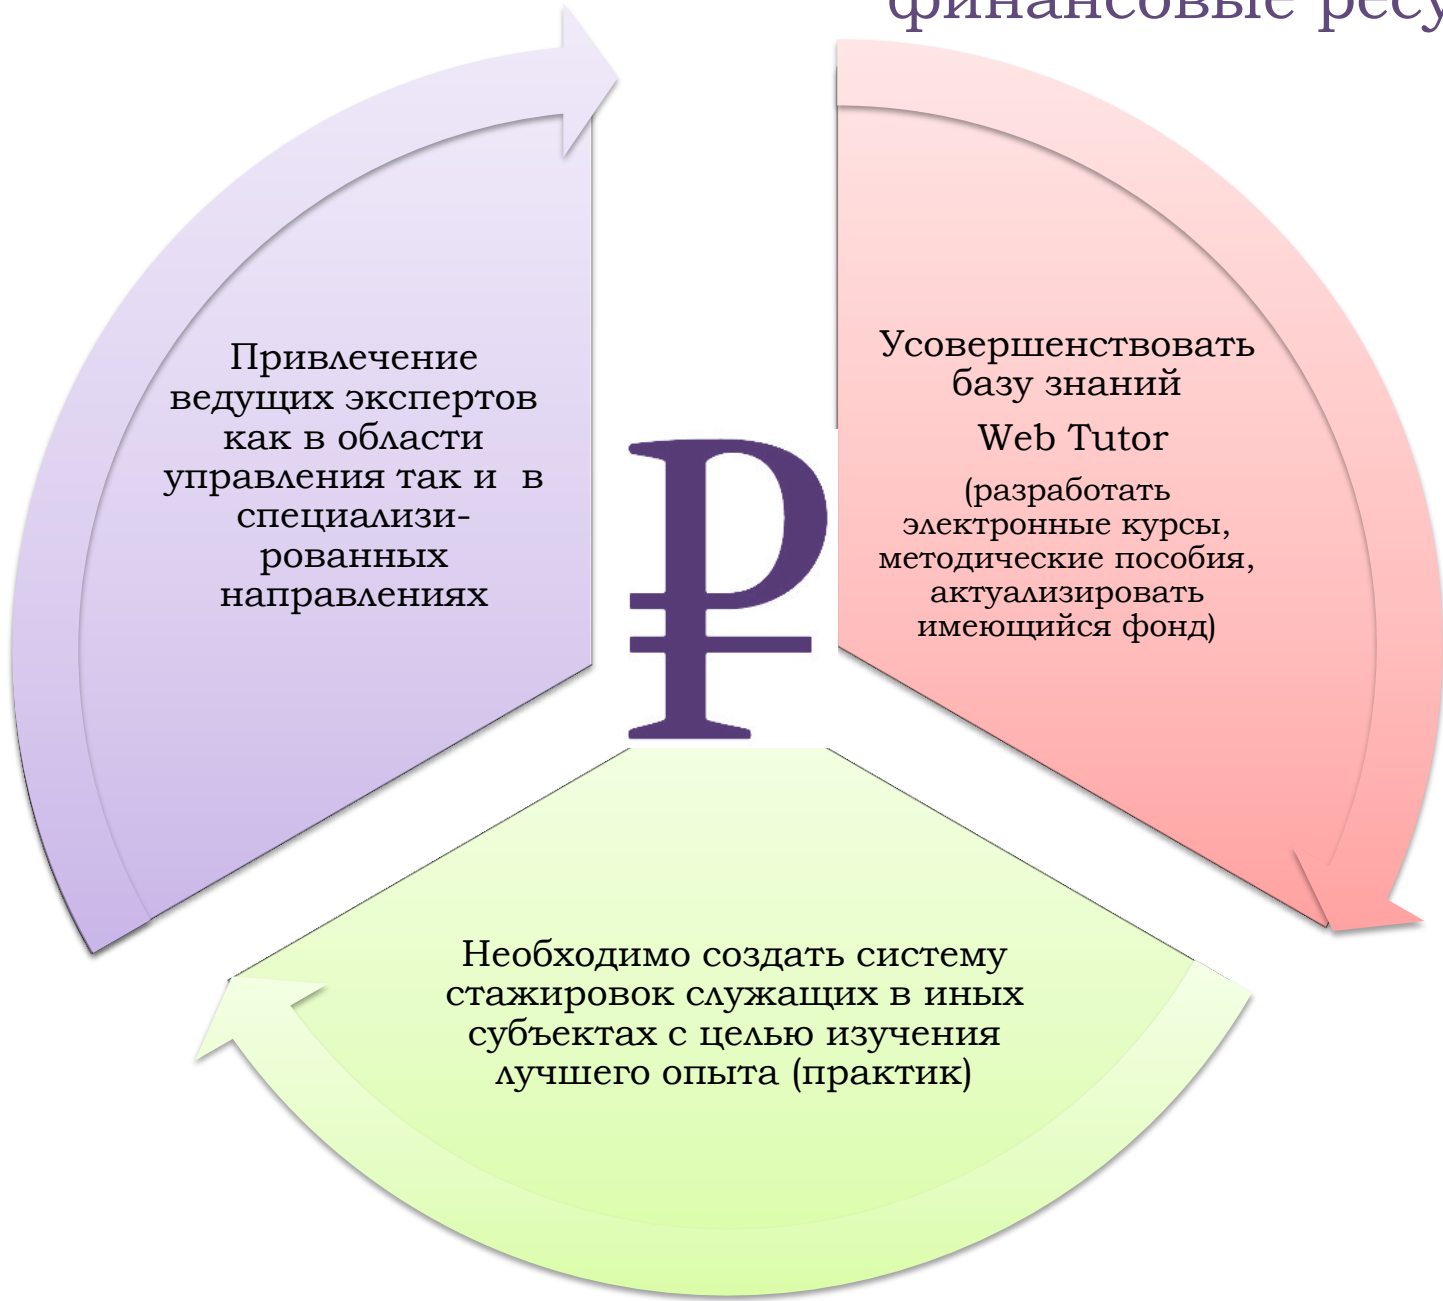 финансовые
Привлечение
ведущих экспертов
как в области
управления так и в
специализи-
рованных
направлениях
₽
Усовершенствовать
базу знаний
Web Tutor
(разработать
электронные курсы,
методические пособия,
актуализировать
имеющийся фонд)
Необходимо создать систему
стажировок служащих в иных
субъектах с целью изучения
лучшего опыта (практик)